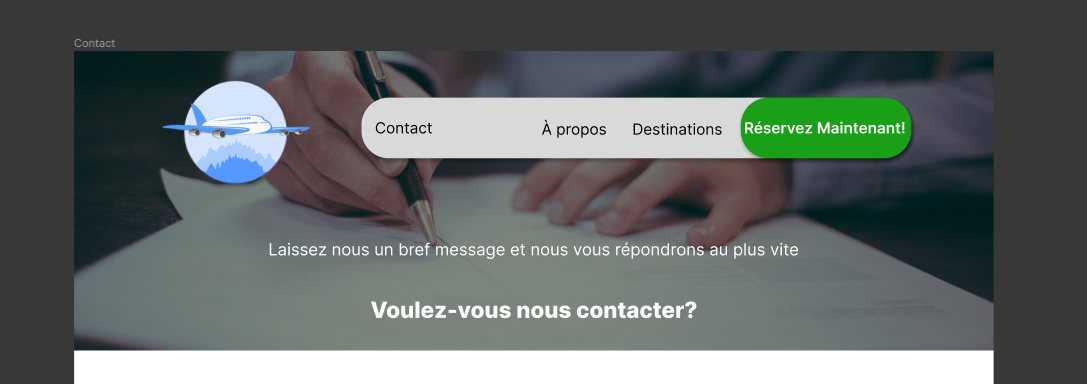 Contact
Contact À propos Destinations Réservez Maintenant!
Laissez nous un bref message et nous vous répondrons au plus vite
Voulez-vous nous contacter?